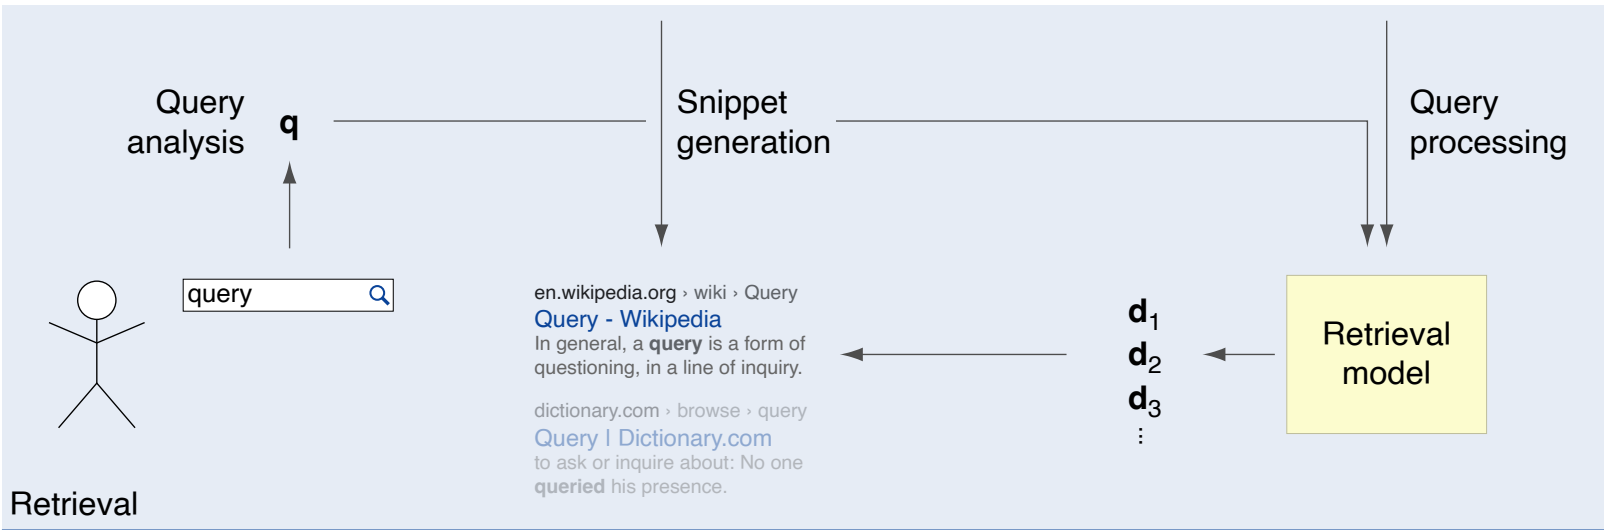 Query
analysis
q
Snippet
generation
Query
processing
query
en.wikipedia.org › wiki › Query
Query - Wikipedia
In general, a query is a form of
questioning, in a line of inquiry.
dictionary.com › browse › query
Query | Dictionary.com
to ask or inquire about: No one
queried his presence.
d1
d2
d3
⋮
Retrieval
model
Retrieval